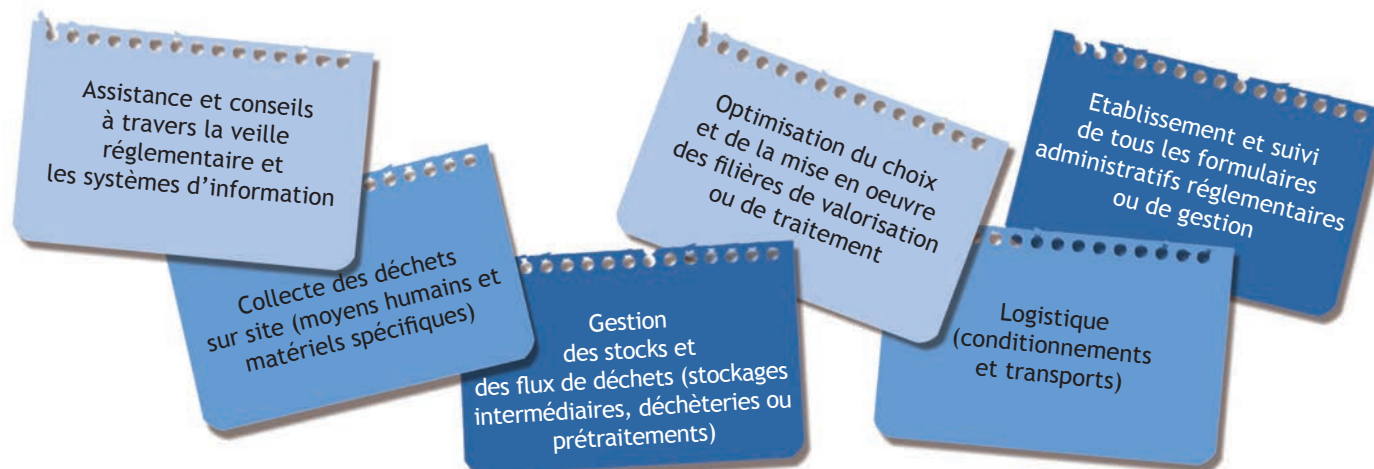 Assistance et conseils
à travers la veille
réglementaire et
les systèmes d’information
Collecte des déchets
sur site (moyens humains et
matériels spécifiques)
Gestion
des stocks et
des flux de déchets (stockages
intermédiaires, déchèteries ou
prétraitements)
Optimisation du choix
et de la mise en oeuvre
des filières de valorisation
ou de traitement
Logistique
(conditionnements
et transports)
Etablissement et suivi
de tous les formulaires
administratifs réglementaires
ou de gestion